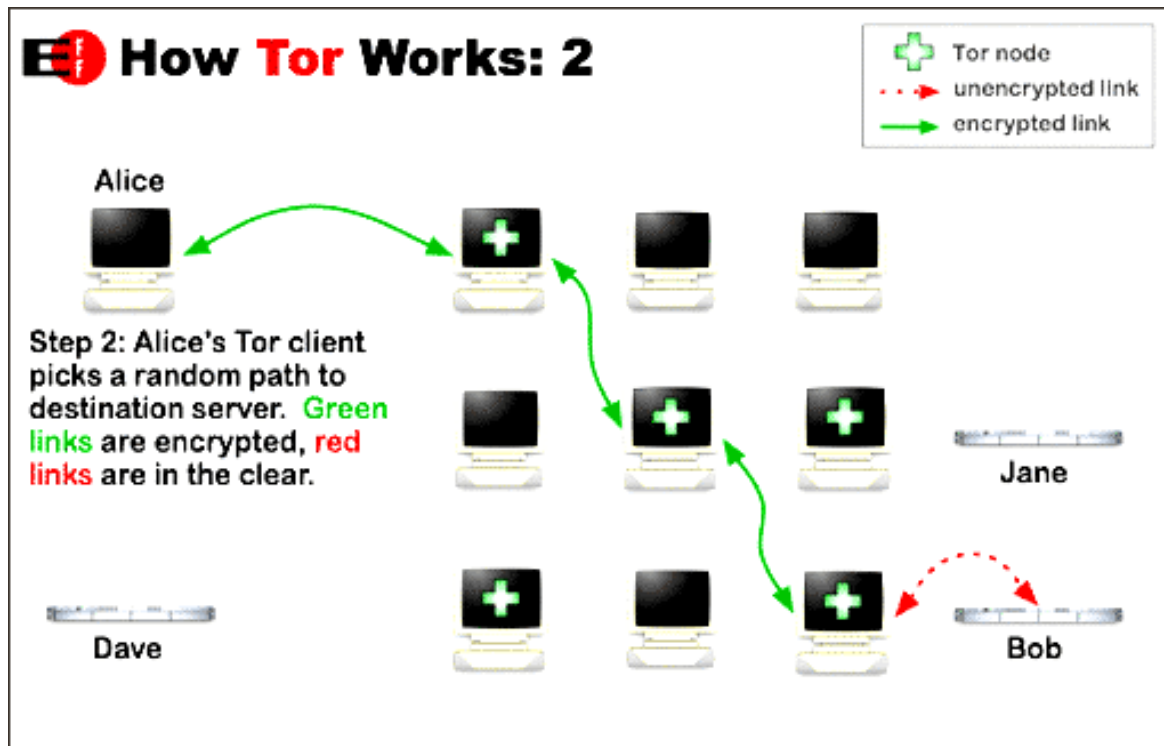 EFF How Tor Works: 2
Tor node
unencrypted link
encrypted link
Alice
Step 2: Alice's Tor client
picks a random path to
destination server. Green
links are encrypted, red
links are in the clear.
Jane
Dave
Bob